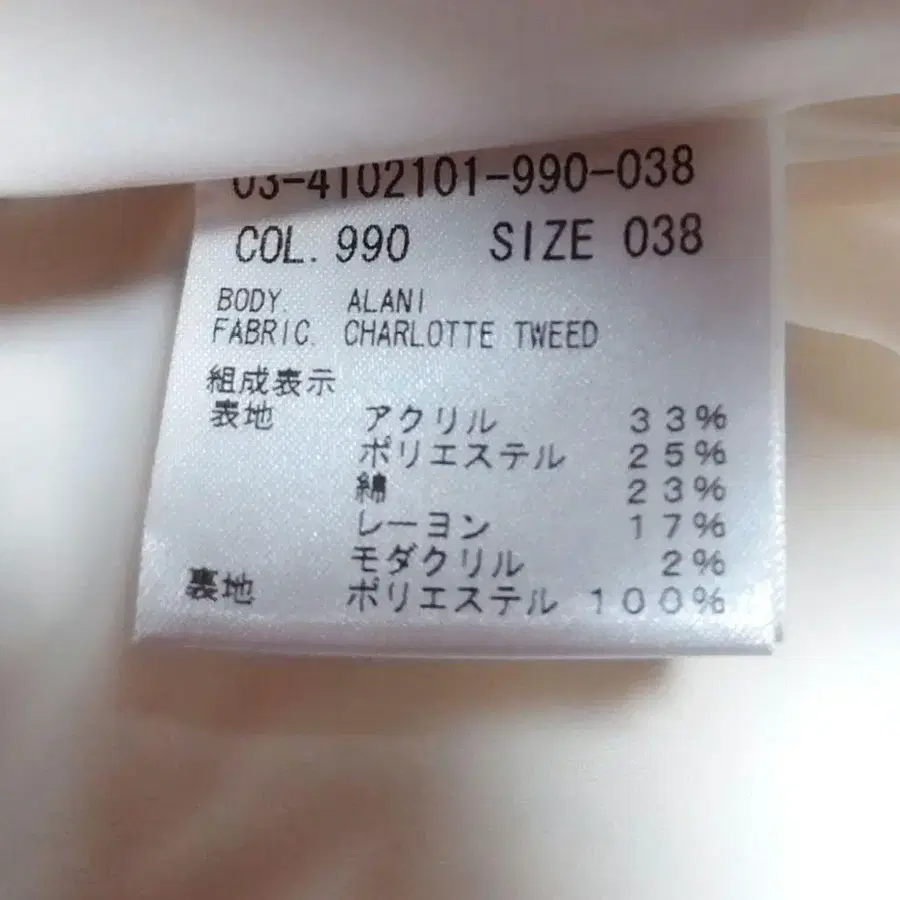 03-4102101-990-038
COL. 990 SIZE 038
BODY. ALANI
FABRIC. CHARLOTTE TWEED
組成表示
表地 アクリル 33%
ポリエステル 25%
綿 23%
レーヨン 17%
モダクリル 2%
裏地 ポリエステル 100%